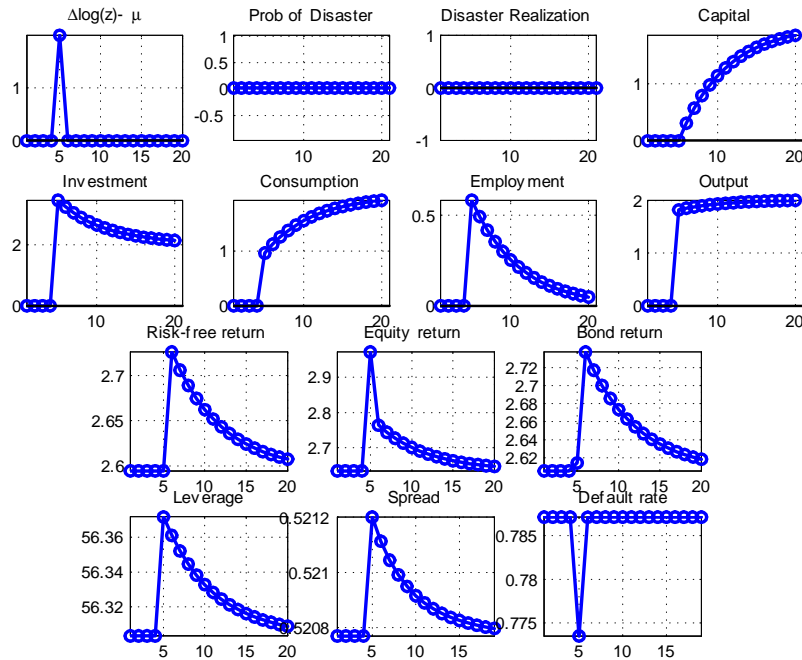 Δlog(z)- μ
Prob of Disaster
Disaster Realization
Capital
1
0
5 10 15 20
1
0.5
0
-0.5
10 20
1
0
-1
10 20
1
0
10 20
Investment
Consumption
Employment
Output
2
0
10 20
1
0
10 20
0.5
0
10 20
2
1
0
10 20
Risk-free return
Equity return
Bond return
2.7
2.65
2.6
5 10 15 20
2.9
2.8
2.7
5 10 15
2.72
2.7
2.68
2.66
2.64
2.62
5 10 15 20
Leverage
Spread
Default rate
56.36
56.34
56.32
5 10 15 20
0.5212
0.521
0.5208
5 10 15 20
0.785
0.78
0.775
5 10 15